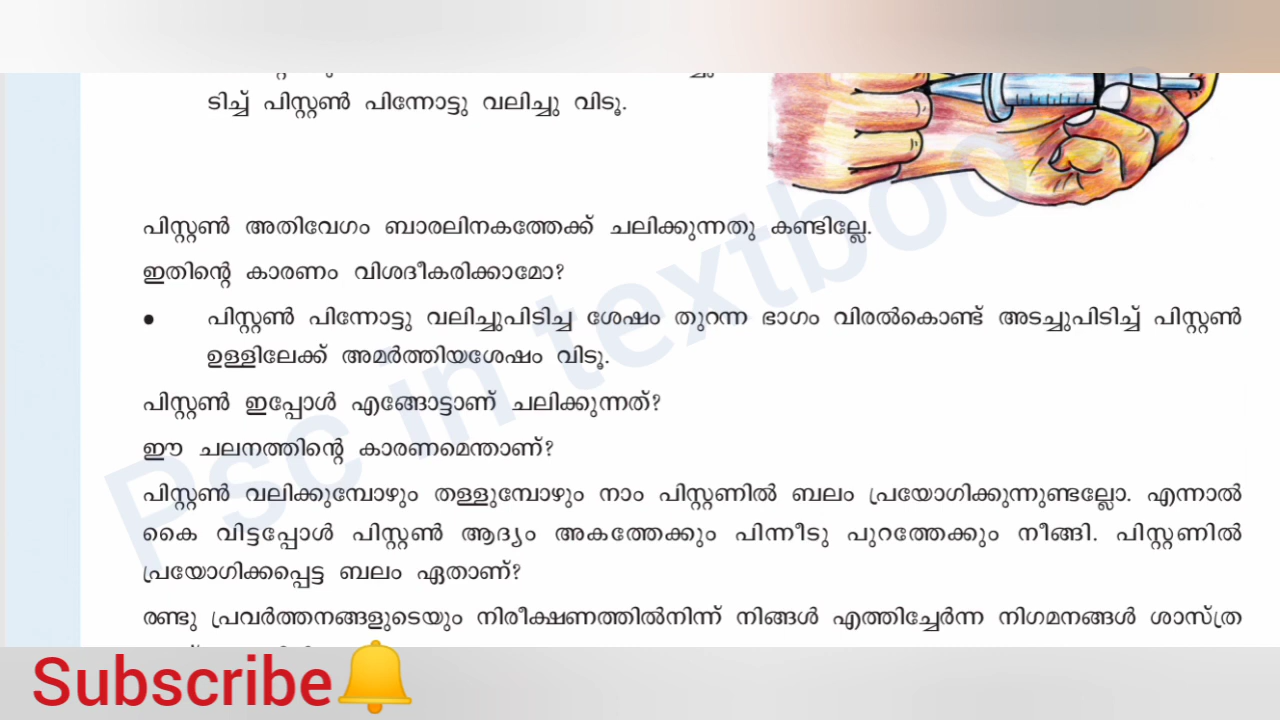 ടിച്ച് പിസ്റ്റൺ പിന്നോട്ടു വലിച്ചു വിടൂ.
പിസ്റ്റൺ അതിവേഗം ബാരലിനകത്തേക്ക് ചലിക്കുന്നതു കണ്ടില്ലേ.
ഇതിന്റെ കാരണം വിശദീകരിക്കാമോ?
• പിസ്റ്റൺ പിന്നോട്ടു വലിച്ചുപിടിച്ച ശേഷം തുറന്ന ഭാഗം വിരൽകൊണ്ട് അടച്ചുപിടിച്ച് പിസ്റ്റൺ
ഉള്ളിലേക്ക് അമർത്തിയശേഷം വിടൂ.
പിസ്റ്റൺ ഇപ്പോൾ എങ്ങോട്ടാണ് ചലിക്കുന്നത്?
ഈ ചലനത്തിന്റെ കാരണമെന്താണ്?
പിസ്റ്റൺ വലിക്കുമ്പോഴും തള്ളുമ്പോഴും നാം പിസ്റ്റണിൽ ബലം പ്രയോഗിക്കുന്നുണ്ടല്ലോ. എന്നാൽ
കൈ വിട്ടപ്പോൾ പിസ്റ്റൺ ആദ്യം അകത്തേക്കും പിന്നീടു പുറത്തേക്കും നീങ്ങി. പിസ്റ്റണിൽ
പ്രയോഗിക്കപ്പെട്ട ബലം ഏതാണ്?
രണ്ടു പ്രവർത്തനങ്ങളുടെയും നിരീക്ഷണത്തിൽനിന്ന് നിങ്ങൾ എത്തിച്ചേർന്ന നിഗമനങ്ങൾ ശാസ്ത്ര
Psc in textboo
Subscribe